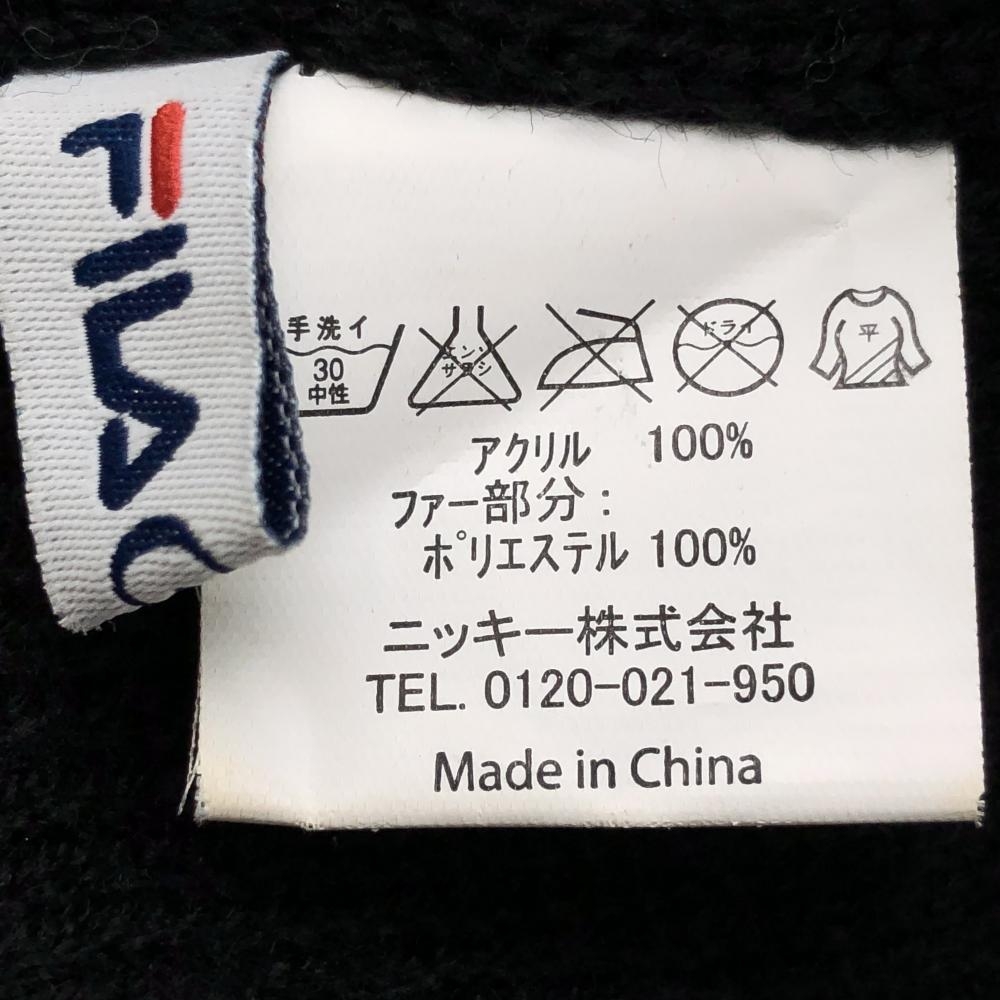 FILA
手洗イ
30
中性
エンソ
サラシ
ドライ
平
アクリル 100%
ファー部分:
ポリエステル 100%
ニッキー株式会社
TEL. 0120-021-950
Made in China